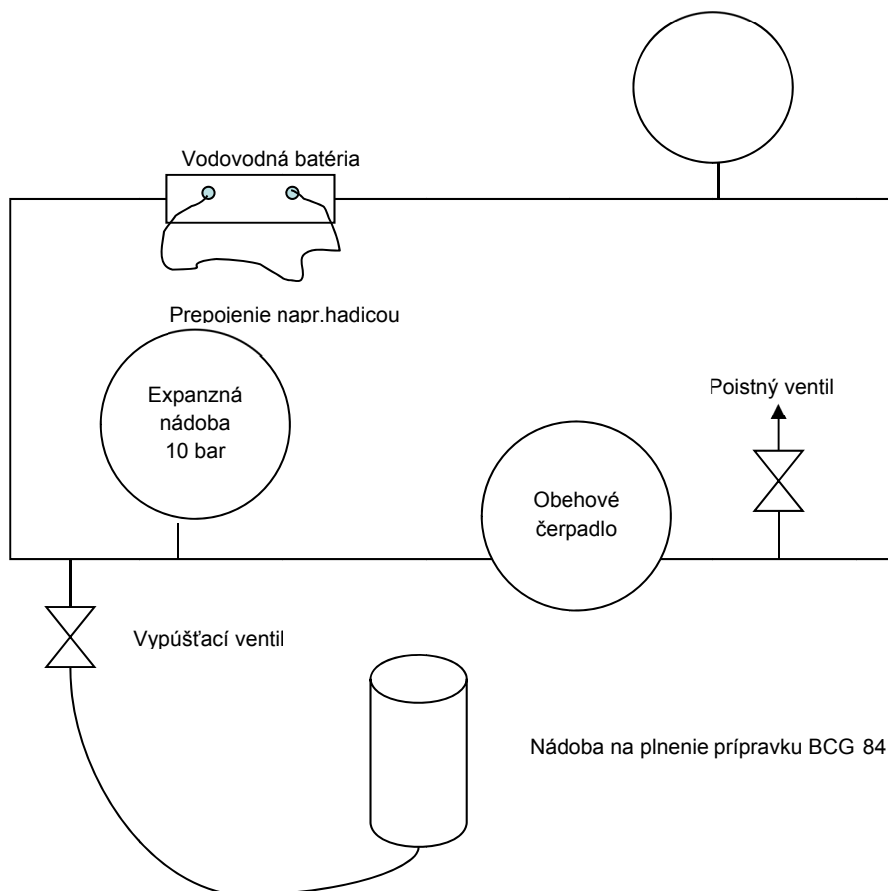 Vodovodná batéria
Prepojenie napr.hadicou
Expanzná
nádoba
10 bar
Poistný ventil
Obehové
čerpadlo
Vypúšťací ventil
Nádoba na plnenie prípravku BCG 84